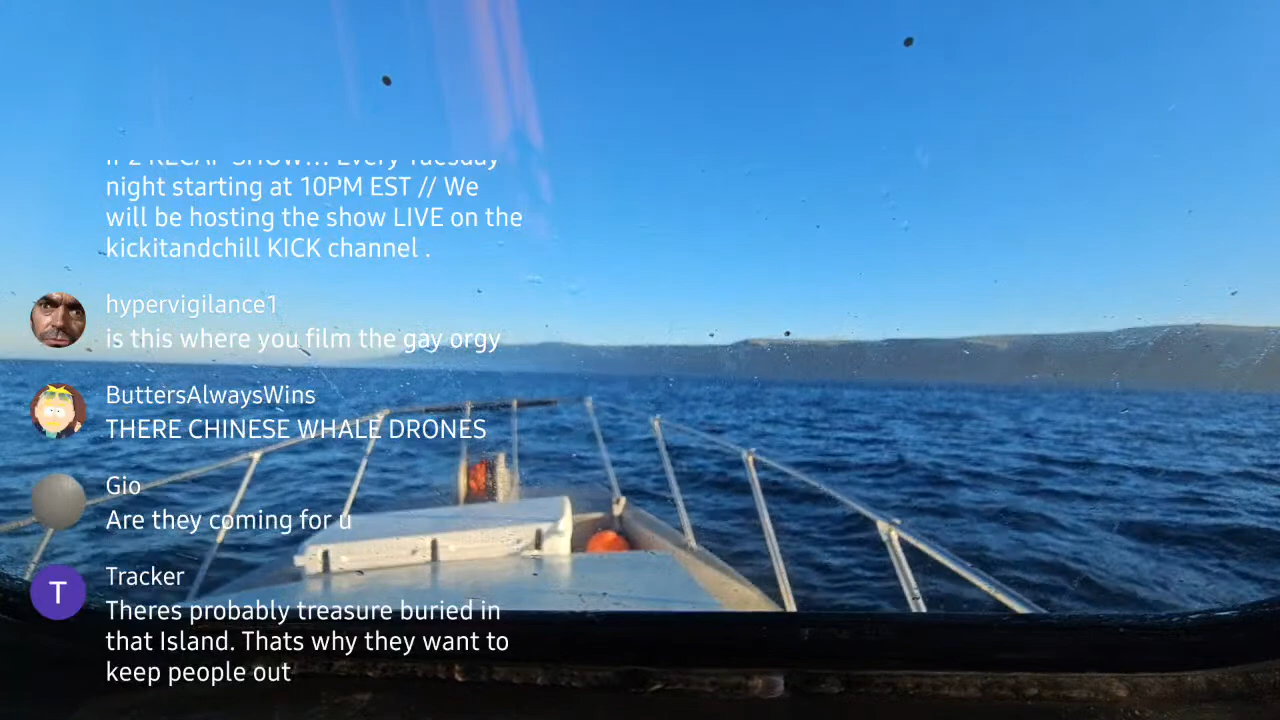 night starting at 10PM EST // We
will be hosting the show LIVE on the
kickitandchill KICK channel .
hypervigilance1
is this where you film the gay orgy
ButtersAlwaysWins
THERE CHINESE WHALE DRONES
Gio
Are they coming for u
T
Tracker
Theres probably treasure buried in
that Island. Thats why they want to
keep people out